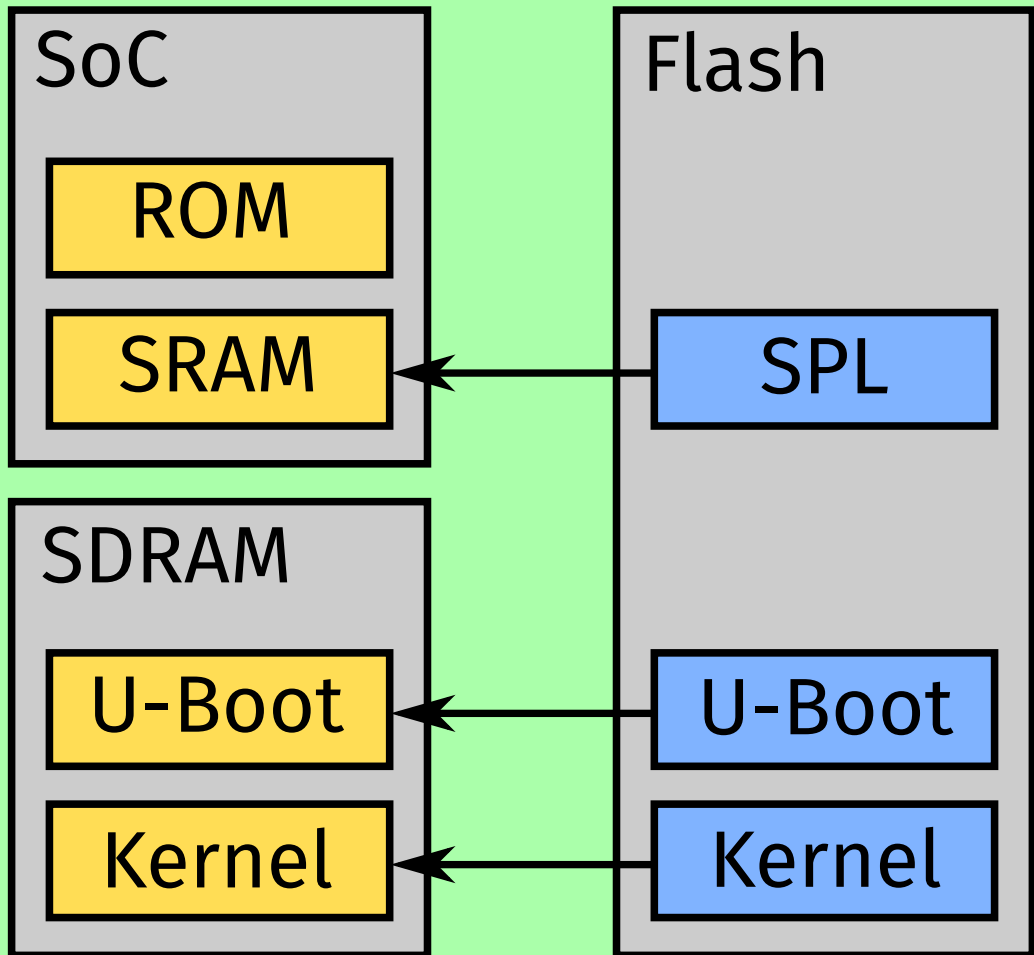 SoC
ROM
SRAM
SDRAM
U-Boot
Kernel
Flash
SPL
U-Boot
Kernel